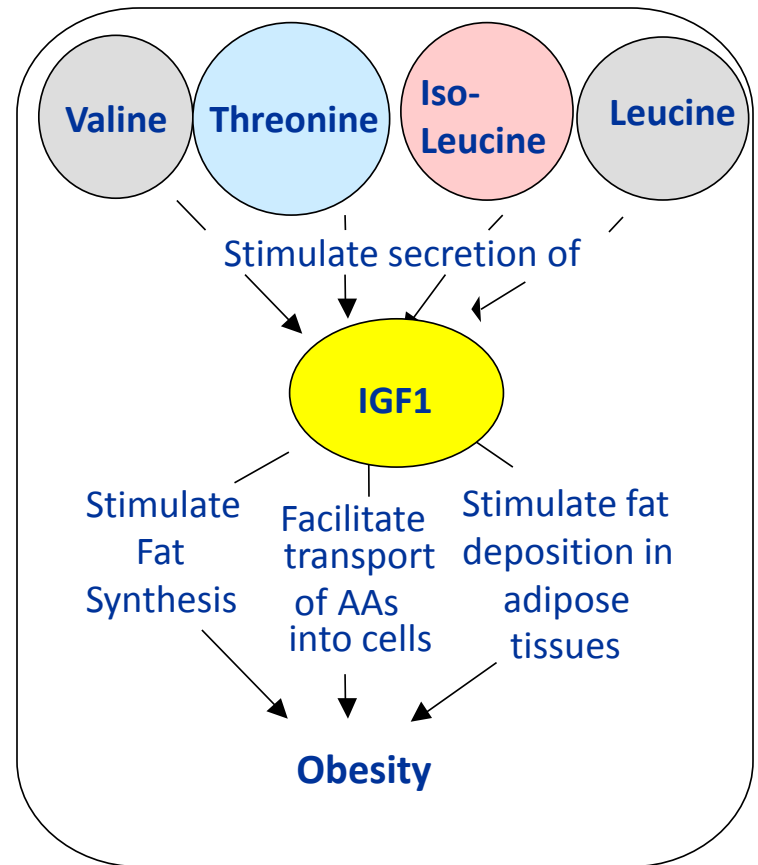 Valine
Threonine
Iso-
Leucine
Leucine
Stimulate secretion of
IGF1
Stimulate
Fat
Synthesis
Facilitate
transport
of AAs
into cells
Stimulate fat
deposition in
adipose
tissues
Obesity